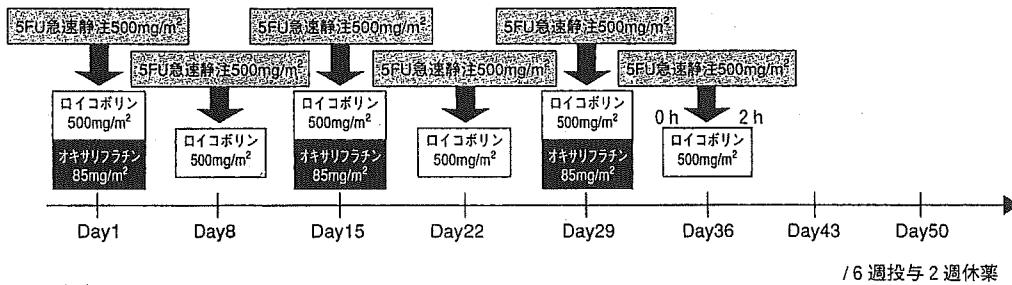 5FU急速静注500mg/m²
5FU急速静注500mg/m²
5FU急速静注500mg/m²
5FU急速静注500mg/m²
5FU急速静注500mg/m²
5FU急速静注500mg/m²
ロイコボリン
500mg/m²
オキサリプラチン
85mg/m²
ロイコボリン
500mg/m²
ロイコボリン
500mg/m²
オキサリプラチン
85mg/m²
ロイコボリン
500mg/m²
ロイコボリン
500mg/m²
オキサリプラチン
85mg/m²
0h 2h
ロイコボリン
500mg/m²
Day1 Day8 Day15 Day22 Day29 Day36 Day43 Day50
/6週投与2週休薬